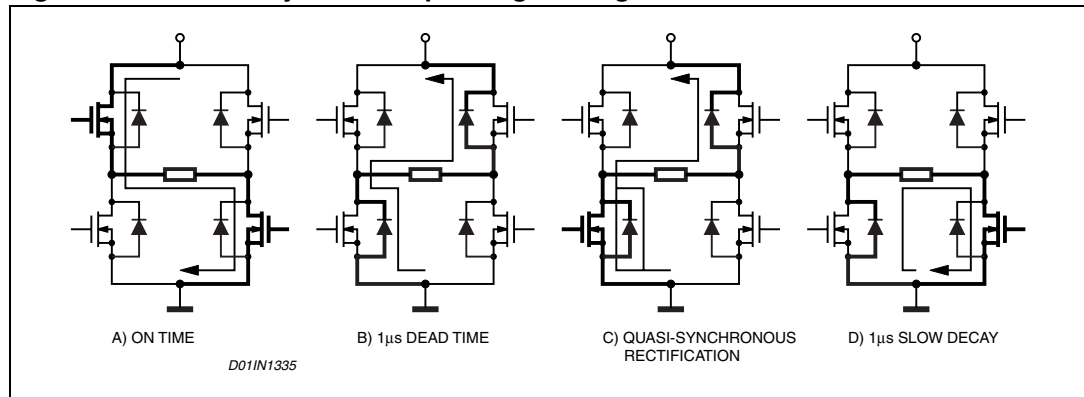 A) ON TIME
B) 1μs DEAD TIME
C) QUASI-SYNCHRONOUS
RECTIFICATION
D) 1μs SLOW DECAY
D01IN1335